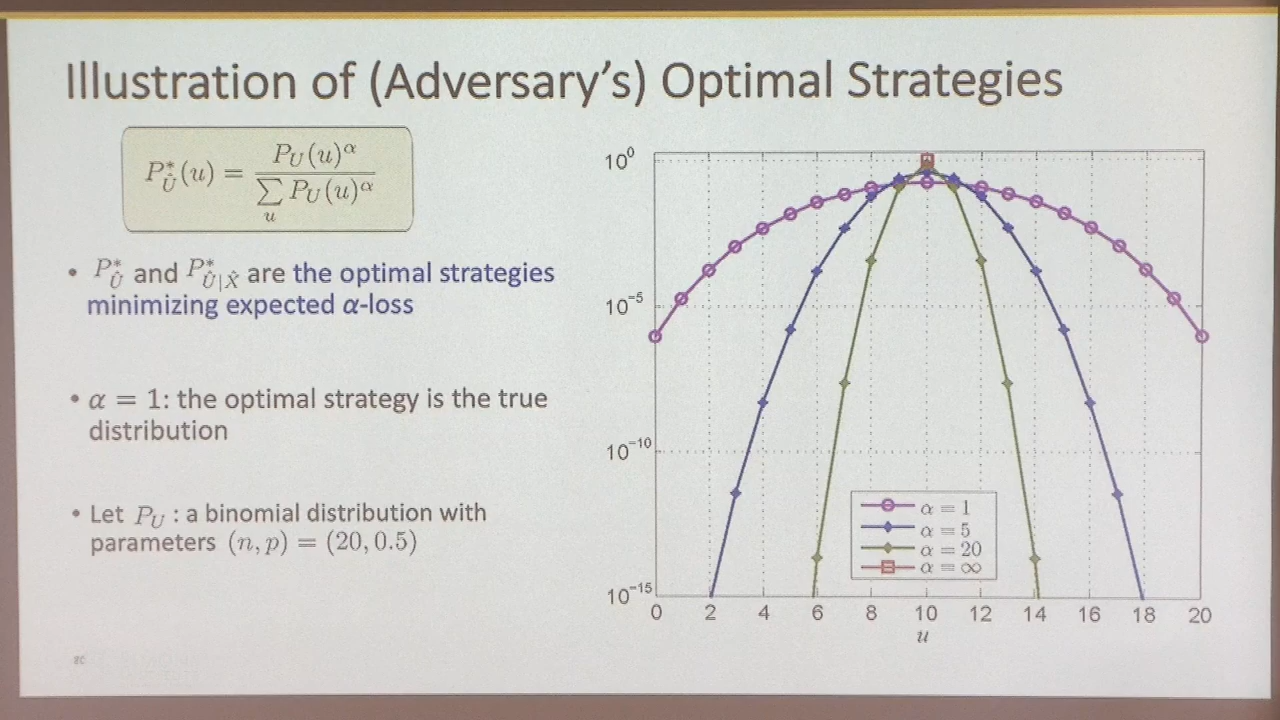 Illustration of (Adversary's) Optimal Strategies
P*_Û(u) = P_U(u)^α / ∑_u P_U(u)^α
• P*_Û and P*_{Û|X̂} are the optimal strategies
minimizing expected α-loss
• α = 1: the optimal strategy is the true
distribution
• Let P_U : a binomial distribution with
parameters (n, p) = (20, 0.5)
10^0
10^−5
10^−10
10^−15
0 2 4 6 8 10 12 14 16 18 20
u
α = 1
α = 5
α = 20
α = ∞